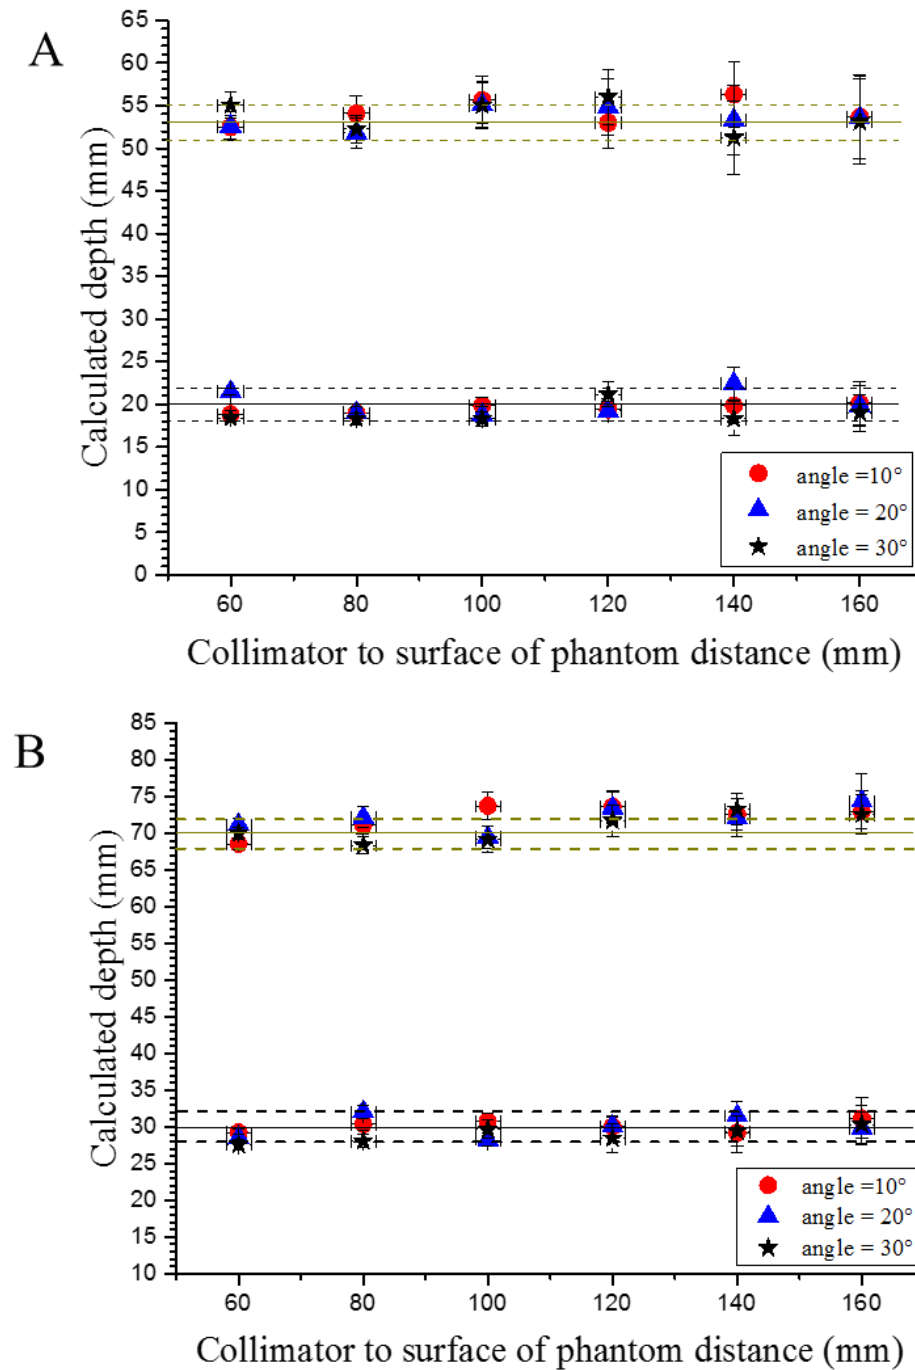 A
65
60
55
50
45
40
35
30
25
20
15
10
5
0
Calculated depth (mm)
angle =10°
angle = 20°
angle = 30°
60 80 100 120 140 160
Collimator to surface of phantom distance (mm)
B
85
80
75
70
65
60
55
50
45
40
35
30
25
20
15
10
Calculated depth (mm)
angle =10°
angle = 20°
angle = 30°
60 80 100 120 140 160
Collimator to surface of phantom distance (mm)